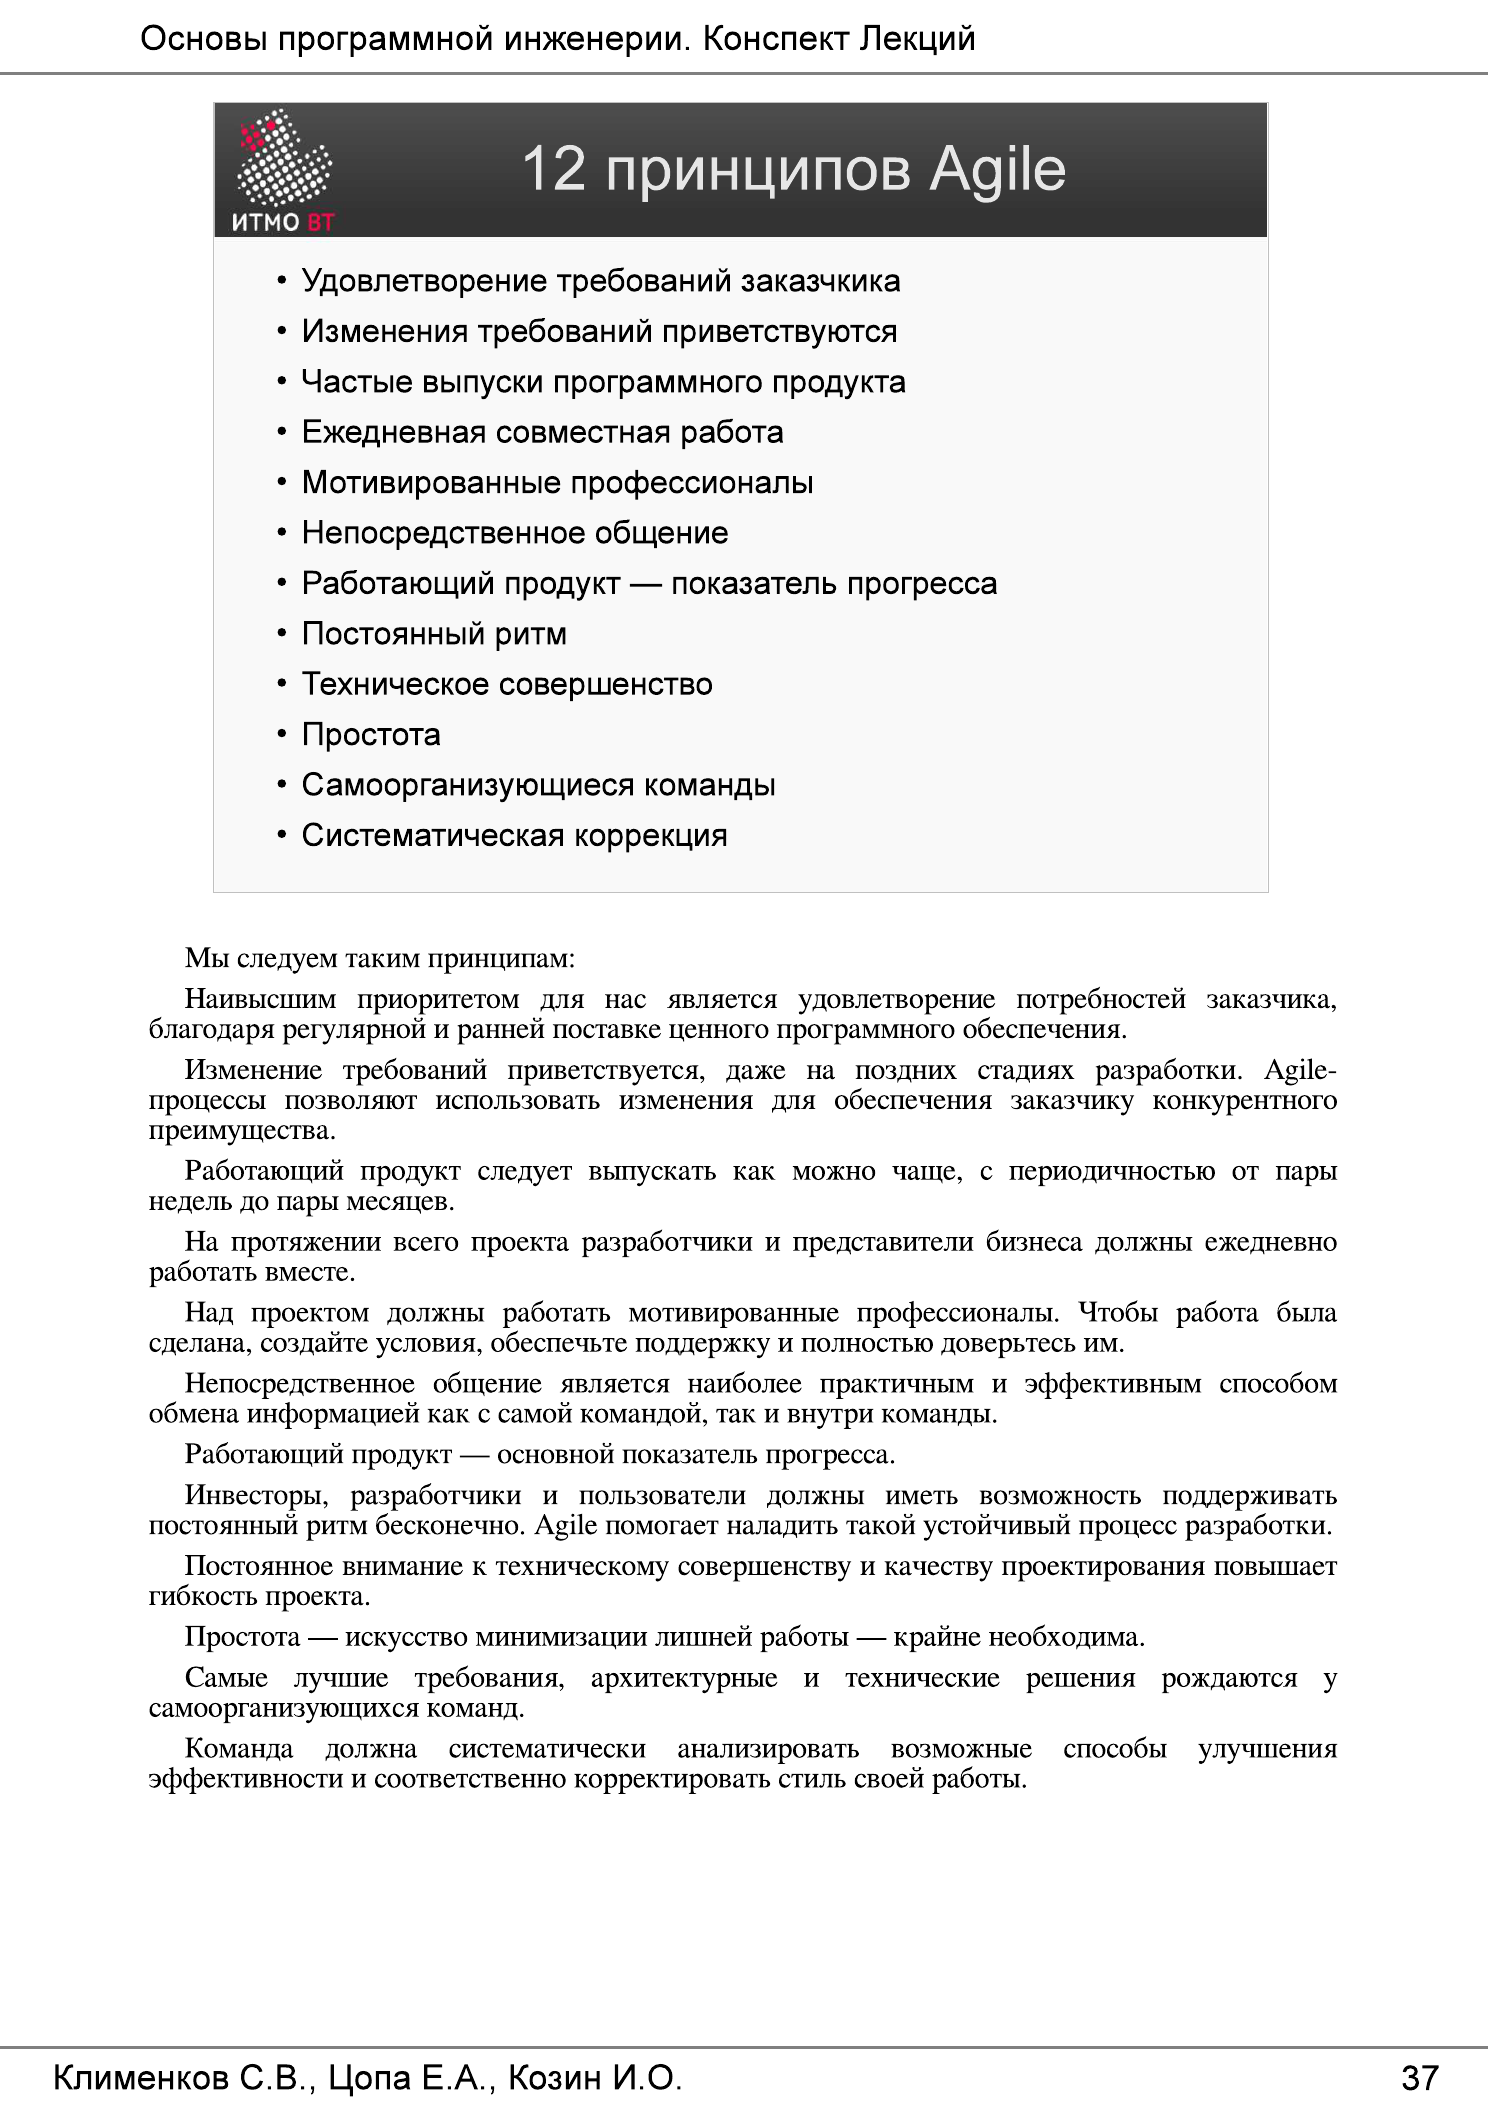 Основы программной инженерии. Конспект Лекций
ИТМО ВТ
12 принципов Agile
• Удовлетворение требований заказчкика
• Изменения требований приветствуются
• Частые выпуски программного продукта
• Ежедневная совместная работа
• Мотивированные профессионалы
• Непосредственное общение
• Работающий продукт — показатель прогресса
• Постоянный ритм
• Техническое совершенство
• Простота
• Самоорганизующиеся команды
• Систематическая коррекция
Мы следуем таким принципам:
Наивысшим приоритетом для нас является удовлетворение потребностей заказчика,
благодаря регулярной и ранней поставке ценного программного обеспечения.
Изменение требований приветствуется, даже на поздних стадиях разработки. Agile-
процессы позволяют использовать изменения для обеспечения заказчику конкурентного
преимущества.
Работающий продукт следует выпускать как можно чаще, с периодичностью от пары
недель до пары месяцев.
На протяжении всего проекта разработчики и представители бизнеса должны ежедневно
работать вместе.
Над проектом должны работать мотивированные профессионалы. Чтобы работа была
сделана, создайте условия, обеспечьте поддержку и полностью доверьтесь им.
Непосредственное общение является наиболее практичным и эффективным способом
обмена информацией как с самой командой, так и внутри команды.
Работающий продукт — основной показатель прогресса.
Инвесторы, разработчики и пользователи должны иметь возможность поддерживать
постоянный ритм бесконечно. Agile помогает наладить такой устойчивый процесс разработки.
Постоянное внимание к техническому совершенству и качеству проектирования повышает
гибкость проекта.
Простота — искусство минимизации лишней работы — крайне необходима.
Самые лучшие требования, архитектурные и технические решения рождаются у
самоорганизующихся команд.
Команда должна систематически анализировать возможные способы улучшения
эффективности и соответственно корректировать стиль своей работы.
Клименков С.В., Цопа Е.А., Козин И.О.
37